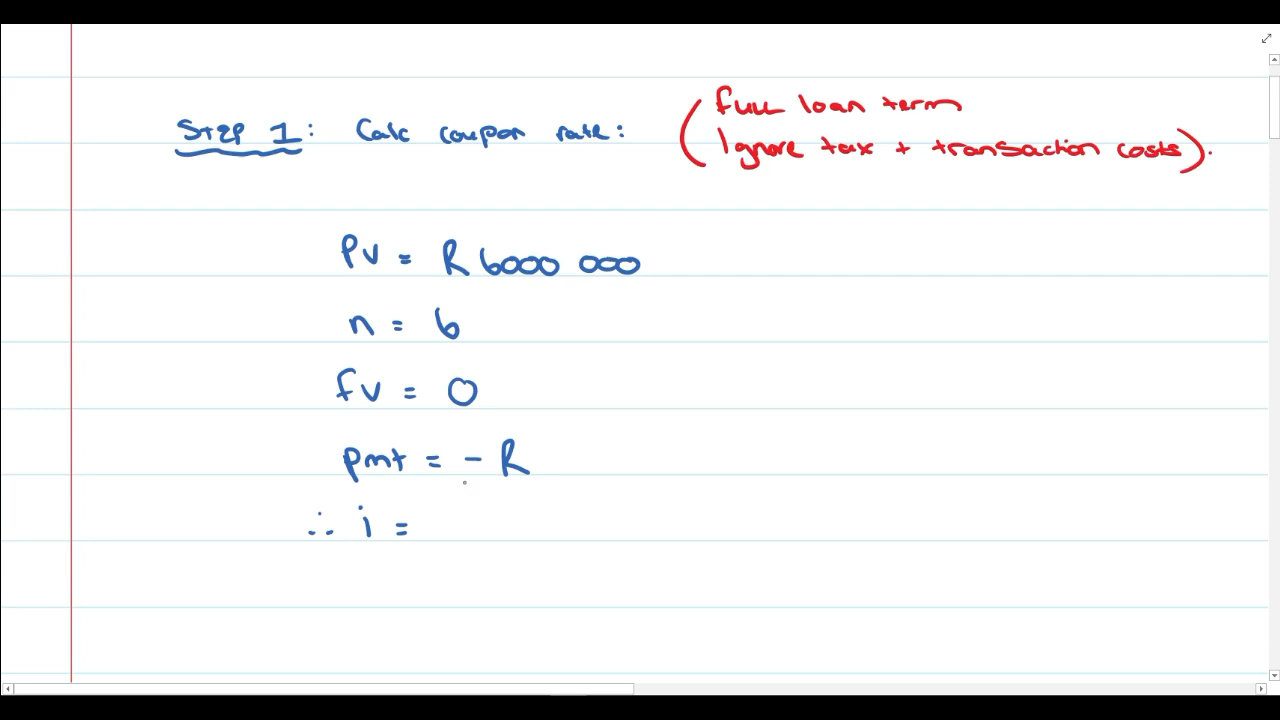 Step 1: Calc coupon rate:
(full loan term
Ignore tax + transaction costs).
PV = R 6000 000
n = 6
fv = 0
pmt = - R
∴ i =